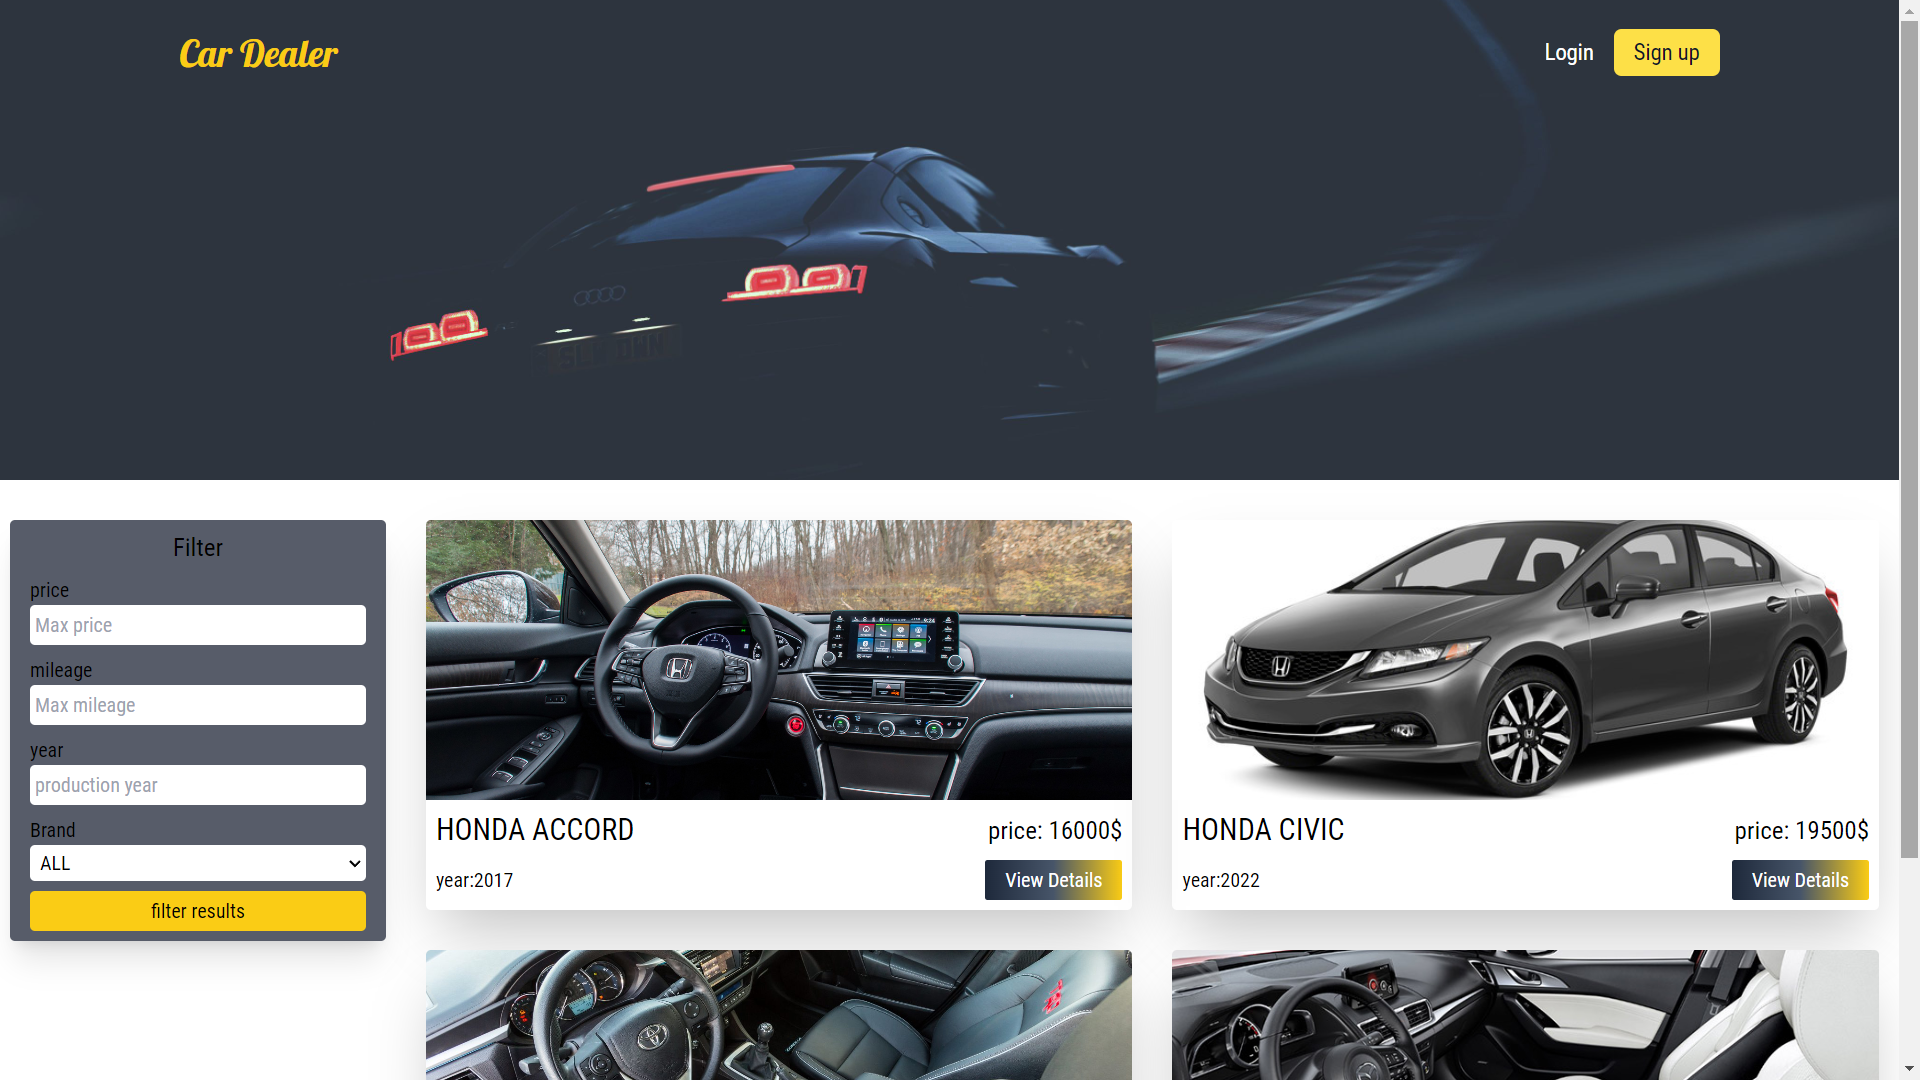 Car Dealer
Login
Sign up
Filter
price
Max price
mileage
Max mileage
year
production year
Brand
ALL
filter results
HONDA ACCORD
price: 16000$
year:2017
View Details
HONDA CIVIC
price: 19500$
year:2022
View Details